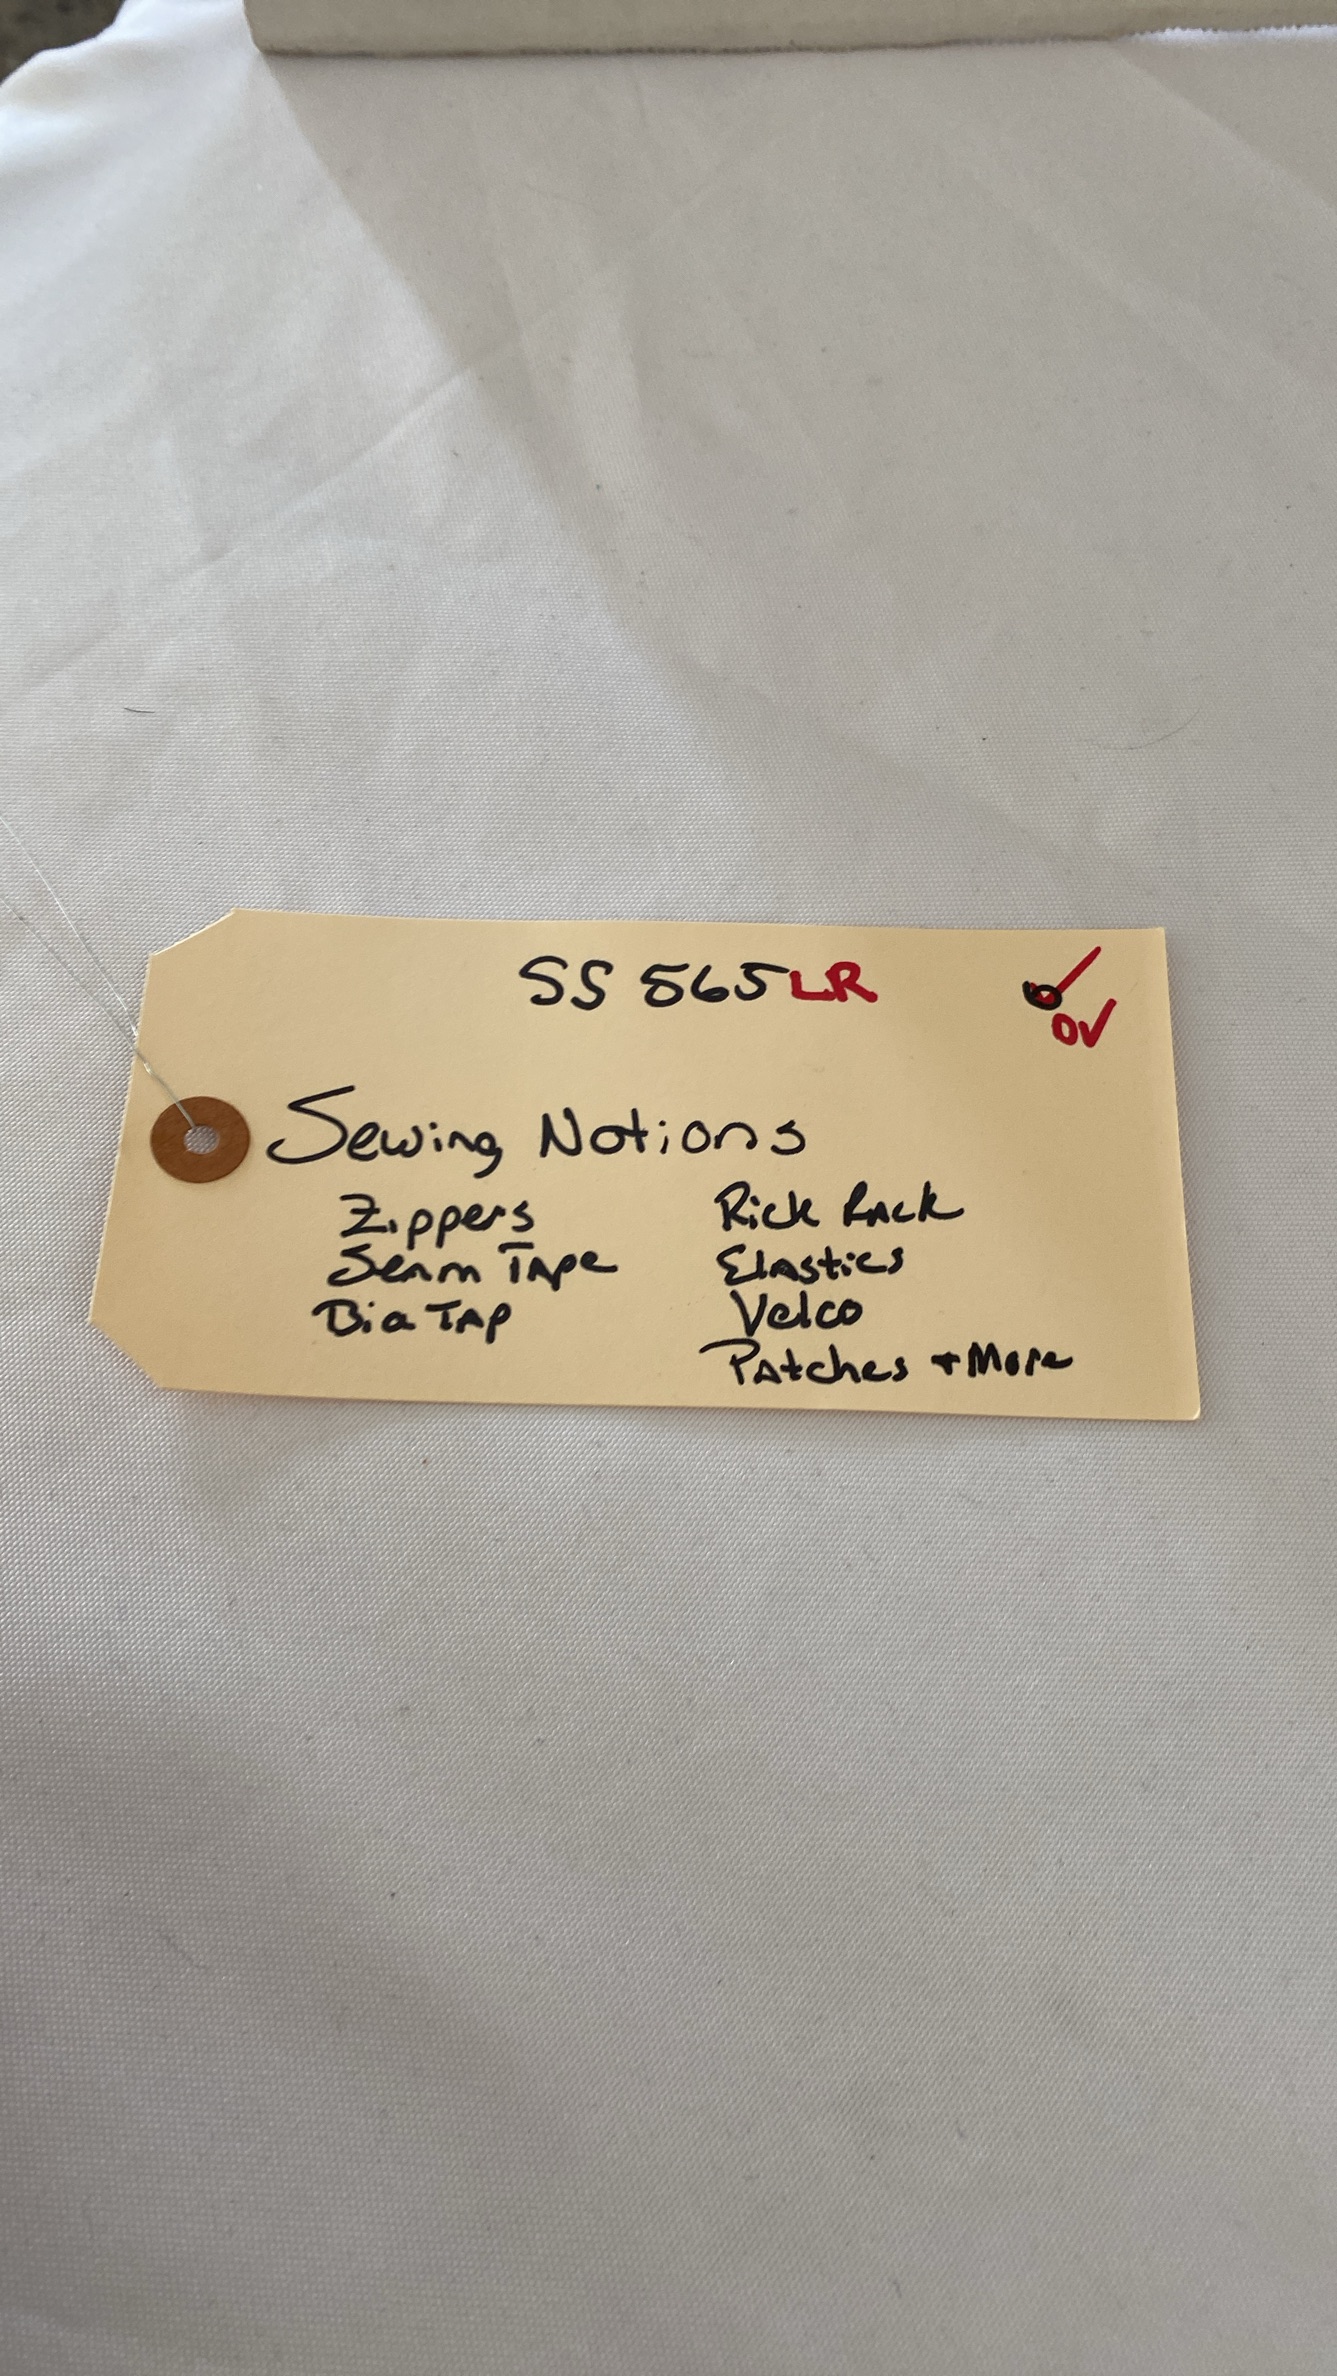 SS 565LR
OV
Sewing Notions
Zippers
Seam Tape
Bia Tap
Rick Rack
Elastics
Velco
Patches + More